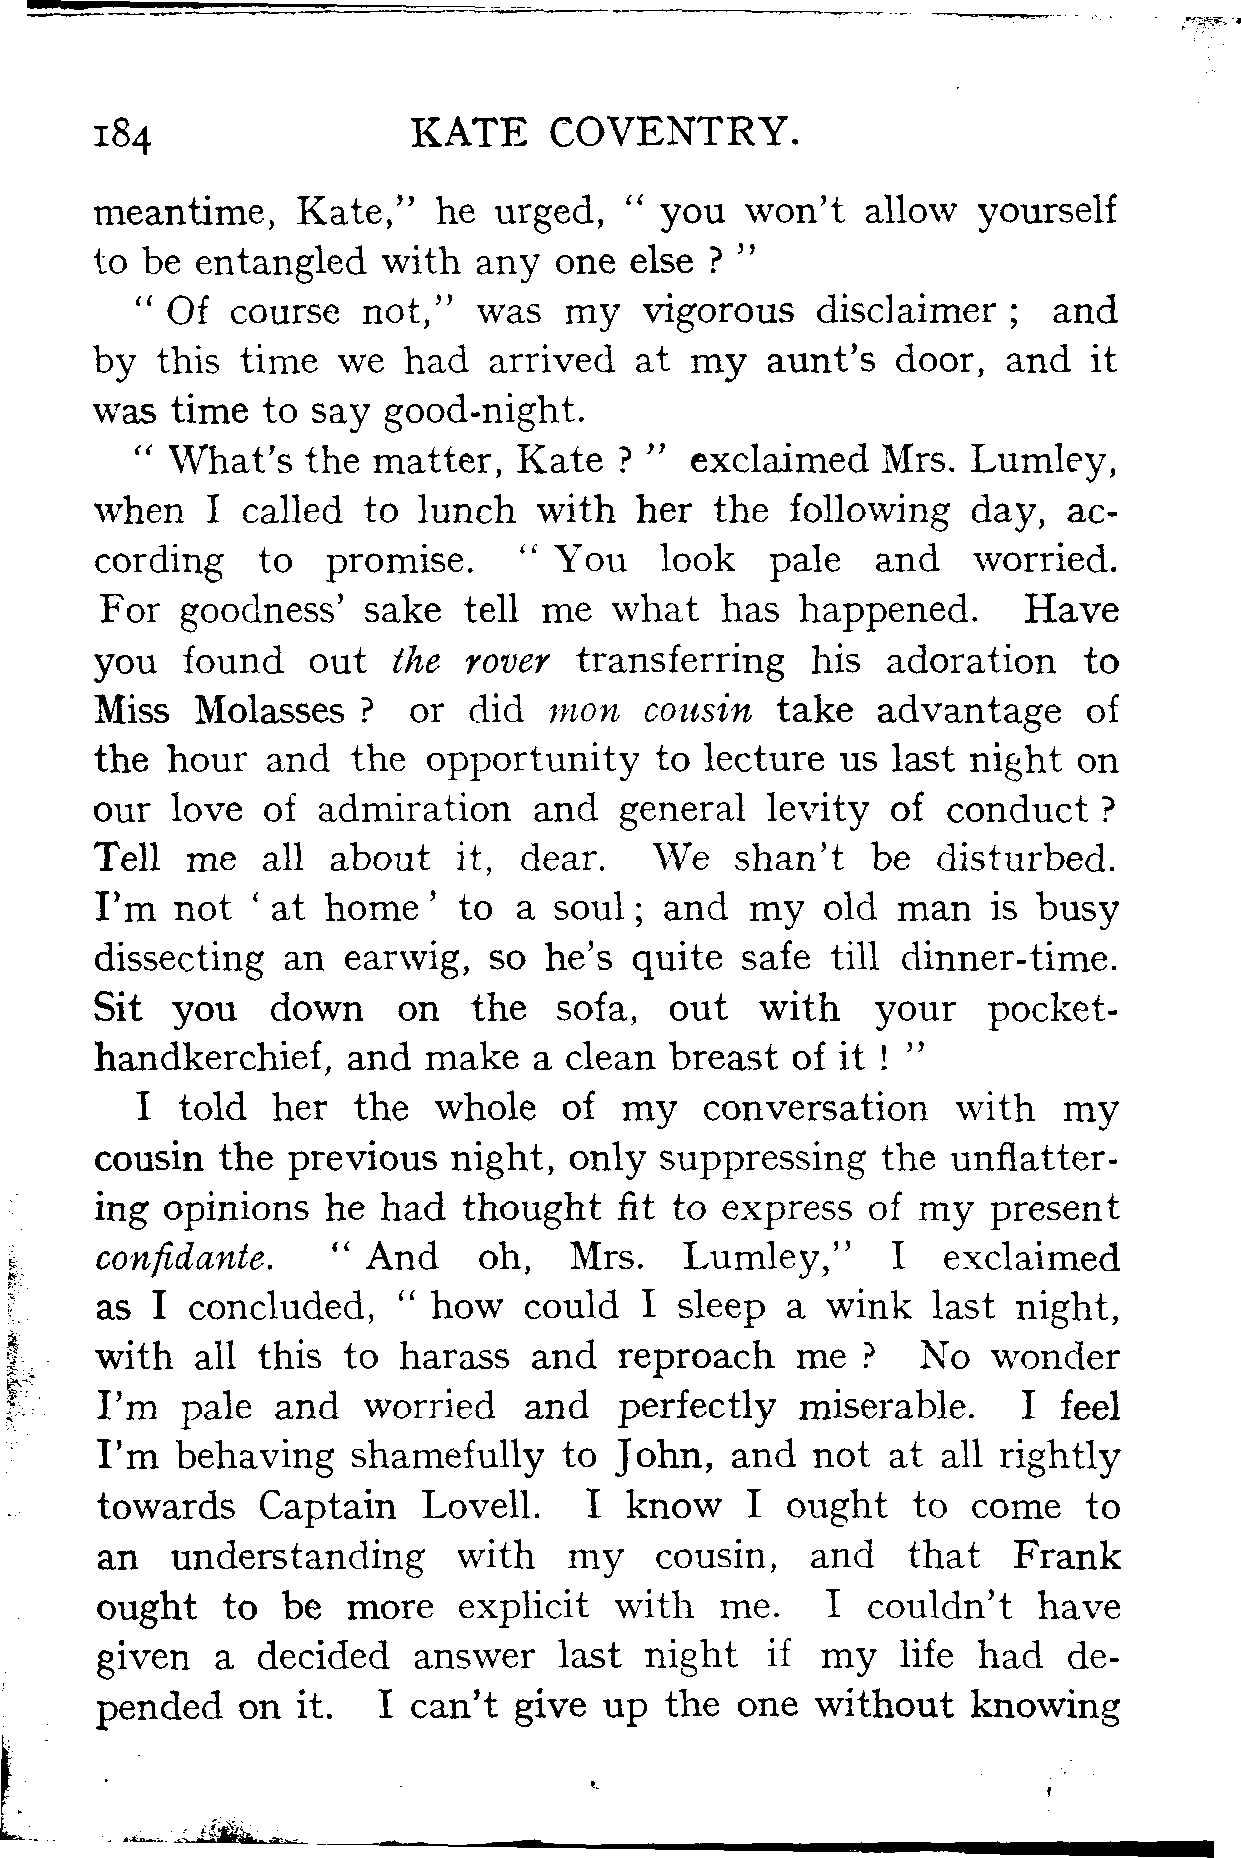 184 KATE COVENTRY.
meantime, Kate,” he urged, “ you won’t allow yourself
to be entangled with any one else ? ”
“ Of course not,” was my vigorous disclaimer ; and
by this time we had arrived at my aunt’s door, and it
was time to say good-night.
“ What’s the matter, Kate ? ” exclaimed Mrs. Lumley,
when I called to lunch with her the following day, ac-
cording to promise. “ You look pale and worried.
For goodness’ sake tell me what has happened. Have
you found out the rover transferring his adoration to
Miss Molasses ? or did mon cousin take advantage of
the hour and the opportunity to lecture us last night on
our love of admiration and general levity of conduct ?
Tell me all about it, dear. We shan’t be disturbed.
I’m not ‘ at home ’ to a soul ; and my old man is busy
dissecting an earwig, so he’s quite safe till dinner-time.
Sit you down on the sofa, out with your pocket-
handkerchief, and make a clean breast of it ! ”
I told her the whole of my conversation with my
cousin the previous night, only suppressing the unflatter-
ing opinions he had thought fit to express of my present
confidante. “ And oh, Mrs. Lumley,” I exclaimed
as I concluded, “ how could I sleep a wink last night,
with all this to harass and reproach me ? No wonder
I’m pale and worried and perfectly miserable. I feel
I’m behaving shamefully to John, and not at all rightly
towards Captain Lovell. I know I ought to come to
an understanding with my cousin, and that Frank
ought to be more explicit with me. I couldn’t have
given a decided answer last night if my life had de-
pended on it. I can’t give up the one without knowing